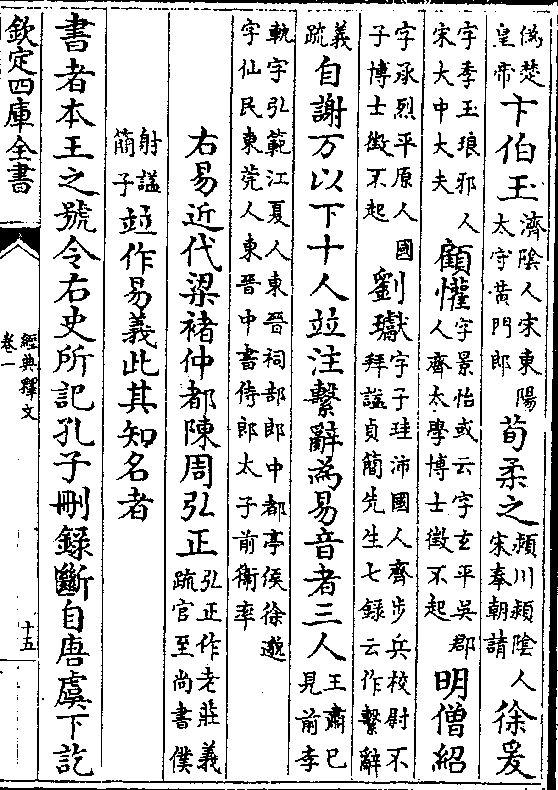 偽楚皇帝卞伯玉濟陰人宋東陽太守黃門郎荀柔之潁川潁陰人宋奉朝請徐爰
字季玉琅邪人宋大中大夫顧懽字景怡或云字玄平吳郡人齊太學博士徵不起明僧紹
字承烈平原人國子博士徵不起劉瓛字子珪沛國人齊步兵校尉不拜諡貞簡先生七録云作繫辭
義疏自謝万以下十人並注繫辭為易音者三人王肅已見前李
軌字弘範江夏人東晉祠部郎中都亭侯徐邈字仙民東莞人東晉中書侍郎太子前衛率
右易近代梁褚仲都陳周弘正弘正作老莊義疏官至尚書僕
射諡簡子並作易義此其知名者
書者本王之號令右史所記孔子刪録斷自唐虞下訖
欽定四庫全書
經典釋文
卷一
十五